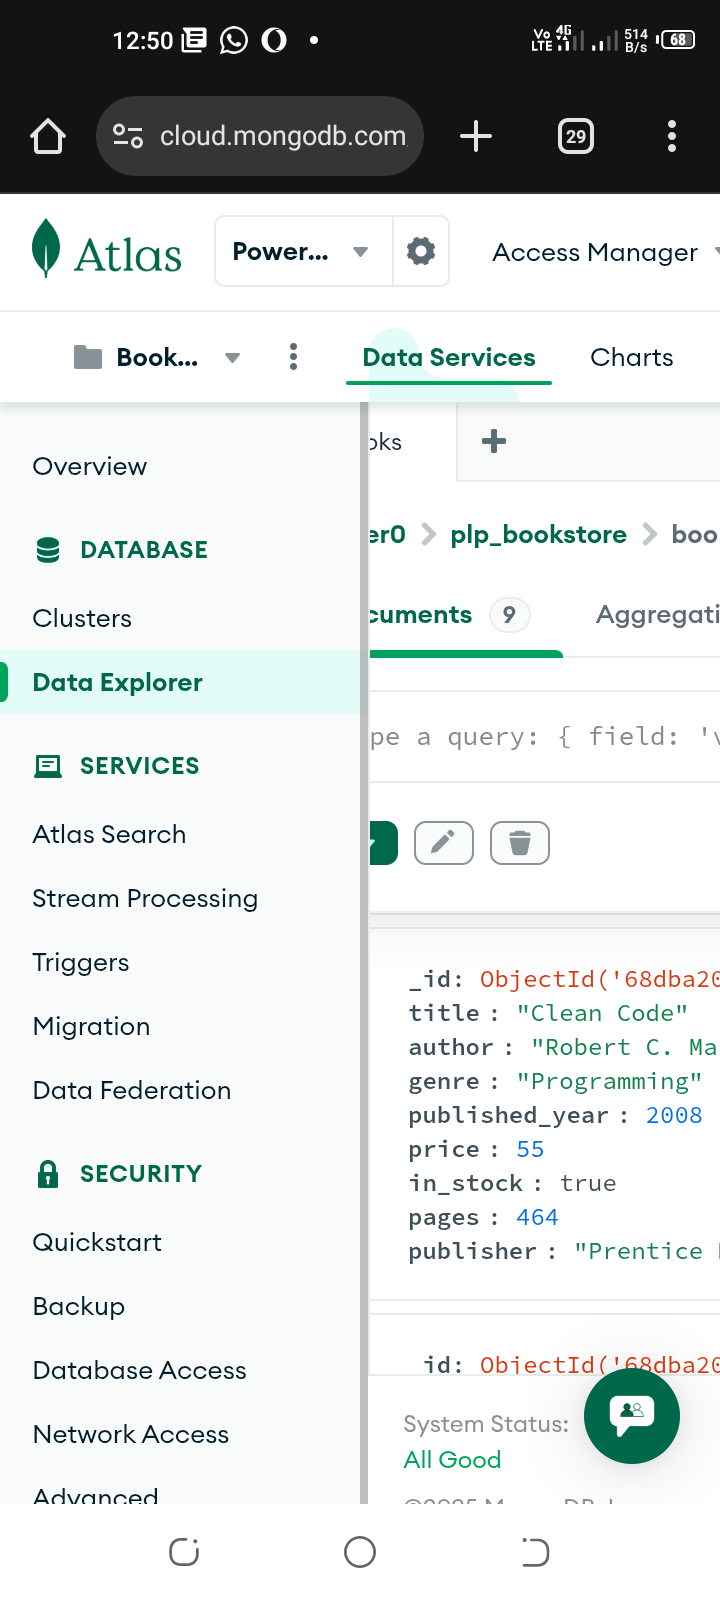 12:50
Vo LTE 4G 514 B/s 68
cloud.mongodb.com
29
Atlas Power... Access Manager
Book... Data Services Charts
Overview
DATABASE
Clusters
Data Explorer
SERVICES
Atlas Search
Stream Processing
Triggers
Migration
Data Federation
SECURITY
Quickstart
Backup
Database Access
Network Access
Advanced
oks
er0 > plp_bookstore > boo
cuments 9 Aggregati
pe a query: { field: 'v
_id: ObjectId('68dba20
title : "Clean Code"
author : "Robert C. Ma
genre : "Programming"
published_year : 2008
price : 55
in_stock : true
pages : 464
publisher : "Prentice
id: ObjectId('68dba20
System Status:
All Good